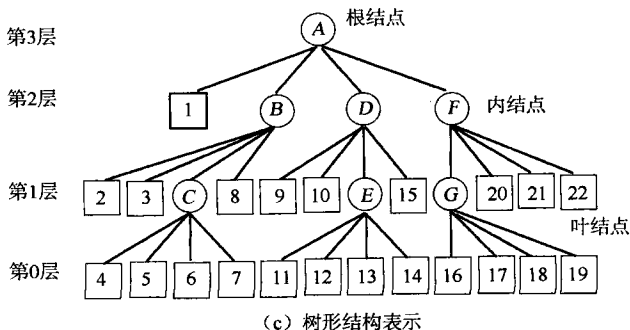 第3层 A 根结点
第2层 1 B D F 内结点
第1层 2 3 C 8 9 10 E 15 G 20 21 22
叶结点
第0层 4 5 6 7 11 12 13 14 16 17 18 19
（c）树形结构表示